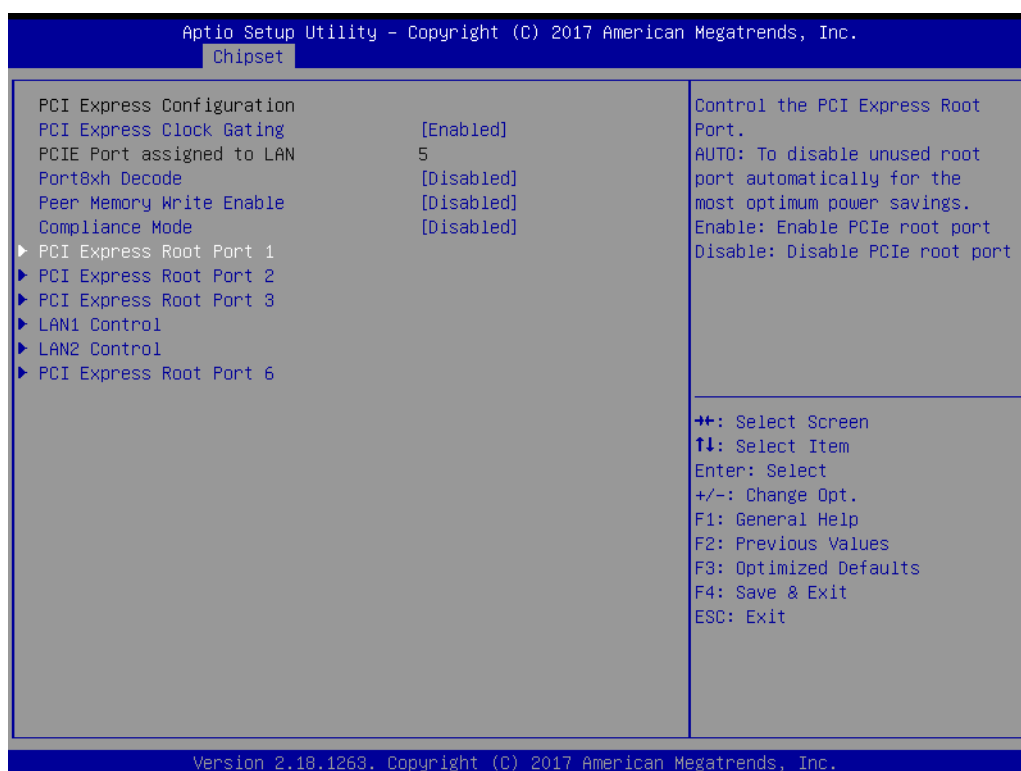 Aptio Setup Utility – Copyright (C) 2017 American Megatrends, Inc.
Chipset
PCI Express Configuration
PCI Express Clock Gating [Enabled]
PCIE Port assigned to LAN 5
Port8xh Decode [Disabled]
Peer Memory Write Enable [Disabled]
Compliance Mode [Disabled]
▶ PCI Express Root Port 1
▶ PCI Express Root Port 2
▶ PCI Express Root Port 3
▶ LAN1 Control
▶ LAN2 Control
▶ PCI Express Root Port 6
Control the PCI Express Root
Port.
AUTO: To disable unused root
port automatically for the
most optimum power savings.
Enable: Enable PCIe root port
Disable: Disable PCIe root port
→←: Select Screen
↑↓: Select Item
Enter: Select
+/-: Change Opt.
F1: General Help
F2: Previous Values
F3: Optimized Defaults
F4: Save & Exit
ESC: Exit
Version 2.18.1263. Copyright (C) 2017 American Megatrends, Inc.